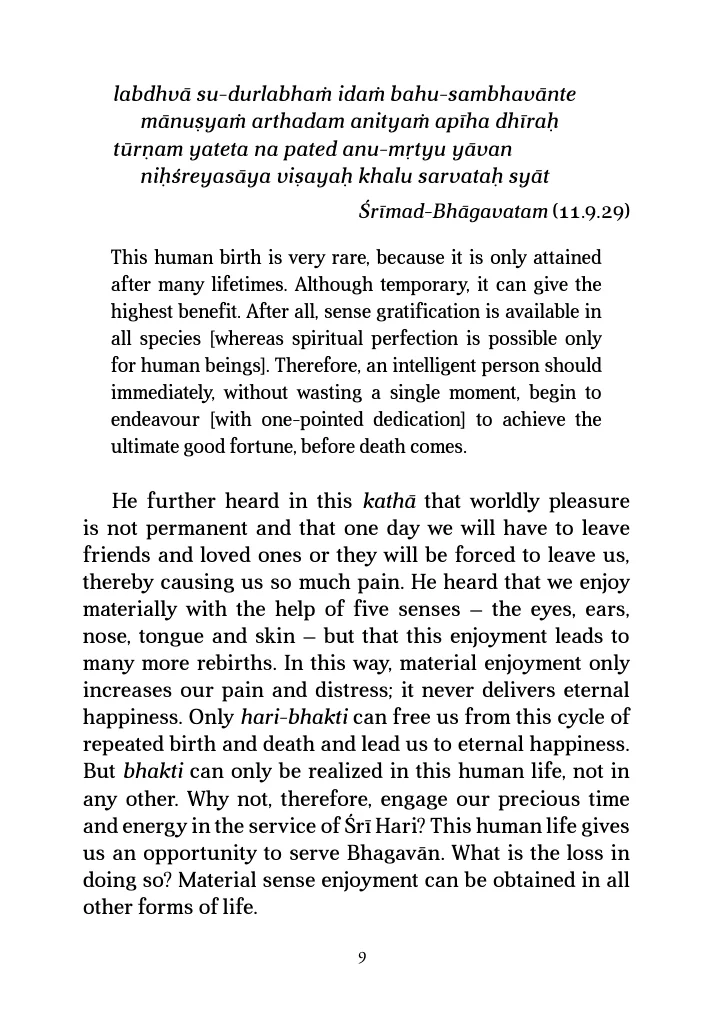 labdhvā su-durlabhaṁ idaṁ bahu-sambhavānte
mānuṣyaṁ arthadam anityaṁ apīha dhīraḥ
tūrṇam yateta na pated anu-mṛtyu yāvan
niḥśreyasāya viṣayaḥ khalu sarvataḥ syāt
Śrīmad-Bhāgavatam (11.9.29)
This human birth is very rare, because it is only attained
after many lifetimes. Although temporary, it can give the
highest benefit. After all, sense gratification is available in
all species [whereas spiritual perfection is possible only
for human beings]. Therefore, an intelligent person should
immediately, without wasting a single moment, begin to
endeavour [with one-pointed dedication] to achieve the
ultimate good fortune, before death comes.
He further heard in this kathā that worldly pleasure
is not permanent and that one day we will have to leave
friends and loved ones or they will be forced to leave us,
thereby causing us so much pain. He heard that we enjoy
materially with the help of five senses – the eyes, ears,
nose, tongue and skin – but that this enjoyment leads to
many more rebirths. In this way, material enjoyment only
increases our pain and distress; it never delivers eternal
happiness. Only hari-bhakti can free us from this cycle of
repeated birth and death and lead us to eternal happiness.
But bhakti can only be realized in this human life, not in
any other. Why not, therefore, engage our precious time
and energy in the service of Śrī Hari? This human life gives
us an opportunity to serve Bhagavān. What is the loss in
doing so? Material sense enjoyment can be obtained in all
other forms of life.
9